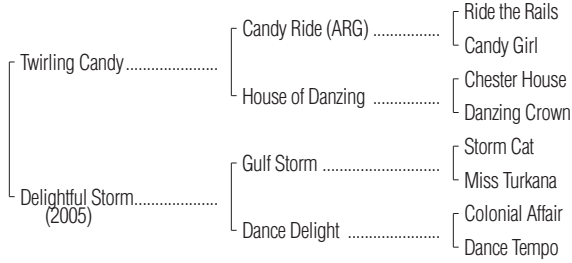 Ride the Rails
Candy Ride (ARG) ................
Candy Girl
Twirling Candy ......................
Chester House
House of Danzing ................
Danzing Crown
Storm Cat
Gulf Storm ............................
Miss Turkana
Delightful Storm....................
(2005)
Colonial Affair
Dance Delight ......................
Dance Tempo